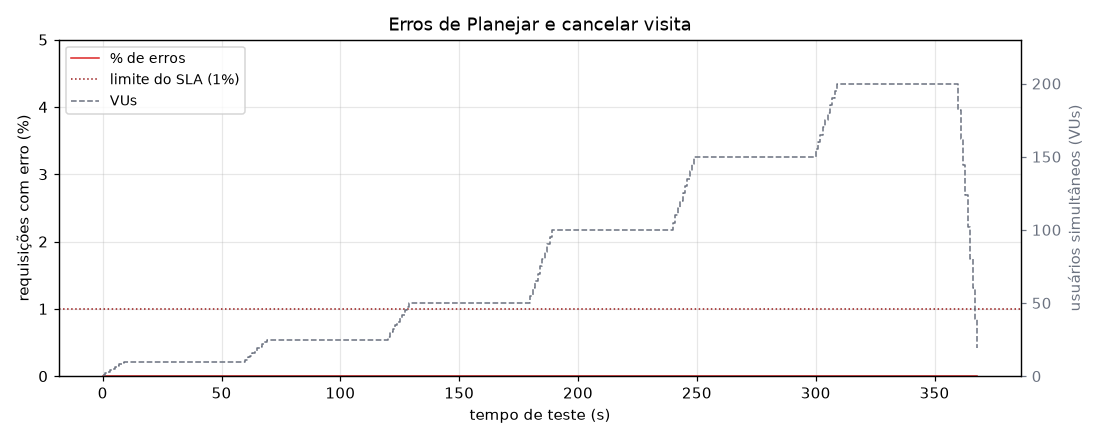 Erros de Planejar e cancelar visita
% de erros
limite do SLA (1%)
VUs
requisições com erro (%)
5
4
3
2
1
0
usuários simultâneos (VUs)
200
150
100
50
0
0 50 100 150 200 250 300 350
tempo de teste (s)